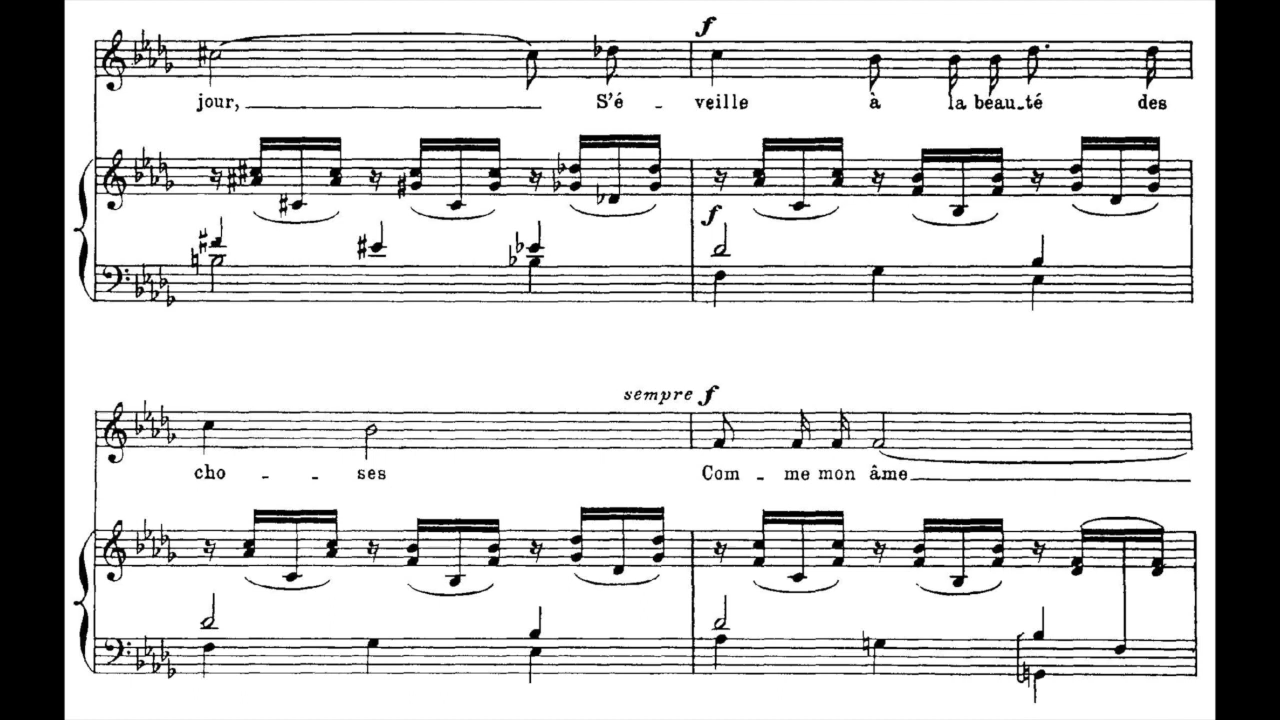 f
jour, S'é - veille à la beau - té des
f
sempre f
cho - - ses Com - me mon âme